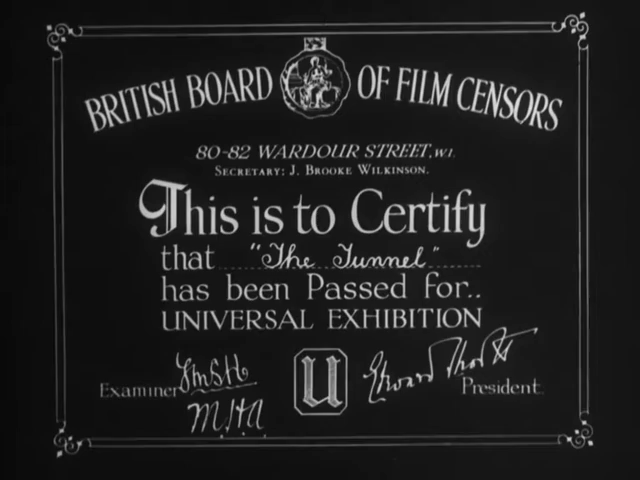 BRITISH BOARD OF FILM CENSORS
80-82 WARDOUR STREET, W1.
SECRETARY: J. BROOKE WILKINSON.
This is to Certify
that "The Tunnel"
has been Passed for..
UNIVERSAL EXHIBITION
Examiner
U
President.